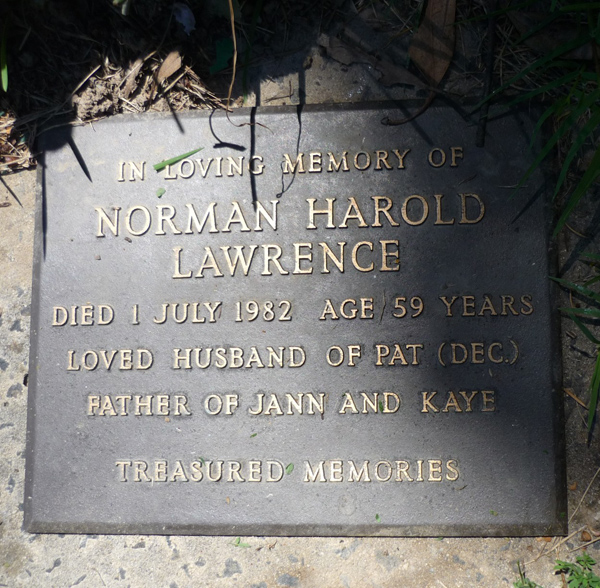 IN LOVING MEMORY OF
NORMAN HAROLD
LAWRENCE
DIED 1 JULY 1982 AGE 59 YEARS
LOVED HUSBAND OF PAT (DEC.)
FATHER OF JANN AND KAYE
TREASURED MEMORIES